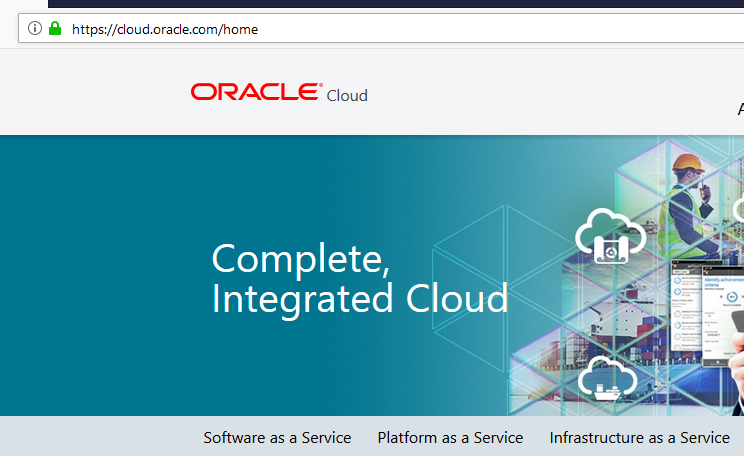 https://cloud.oracle.com/home
ORACLE® Cloud
Complete,
Integrated Cloud
Software as a Service Platform as a Service Infrastructure as a Service